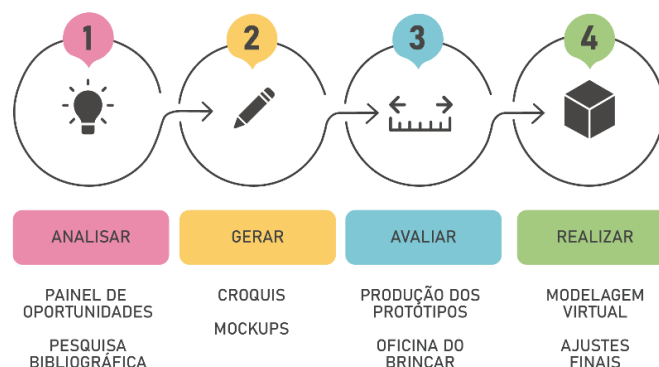 1
2
3
4
ANALISAR
GERAR
AVALIAR
REALIZAR
PAINEL DE
OPORTUNIDADES
PESQUISA
BIBLIOGRÁFICA
CROQUIS
MOCKUPS
PRODUÇÃO DOS
PROTÓTIPOS
OFICINA DO
BRINCAR
MODELAGEM
VIRTUAL
AJUSTES
FINAIS